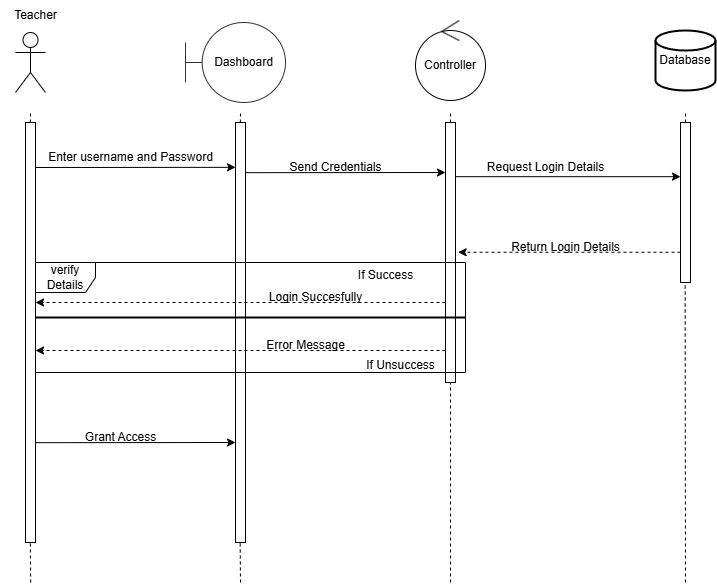 Teacher
Dashboard
Controller
Database
Enter username and Password
Send Credentials
Request Login Details
Return Login Details
verify
Details
If Success
Login Succesfully
Error Message
If Unsuccess
Grant Access